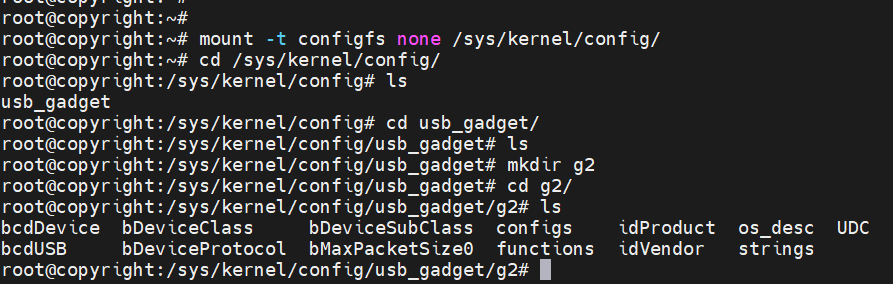 root@copyright:~#
root@copyright:~#
root@copyright:~# mount -t configfs none /sys/kernel/config/
root@copyright:~# cd /sys/kernel/config/
root@copyright:/sys/kernel/config# ls
usb_gadget
root@copyright:/sys/kernel/config# cd usb_gadget/
root@copyright:/sys/kernel/config/usb_gadget# ls
root@copyright:/sys/kernel/config/usb_gadget# mkdir g2
root@copyright:/sys/kernel/config/usb_gadget# cd g2/
root@copyright:/sys/kernel/config/usb_gadget/g2# ls
bcdDevice  bDeviceClass     bDeviceSubClass  configs    idProduct  os_desc  UDC
bcdUSB     bDeviceProtocol  bMaxPacketSize0  functions  idVendor   strings
root@copyright:/sys/kernel/config/usb_gadget/g2#